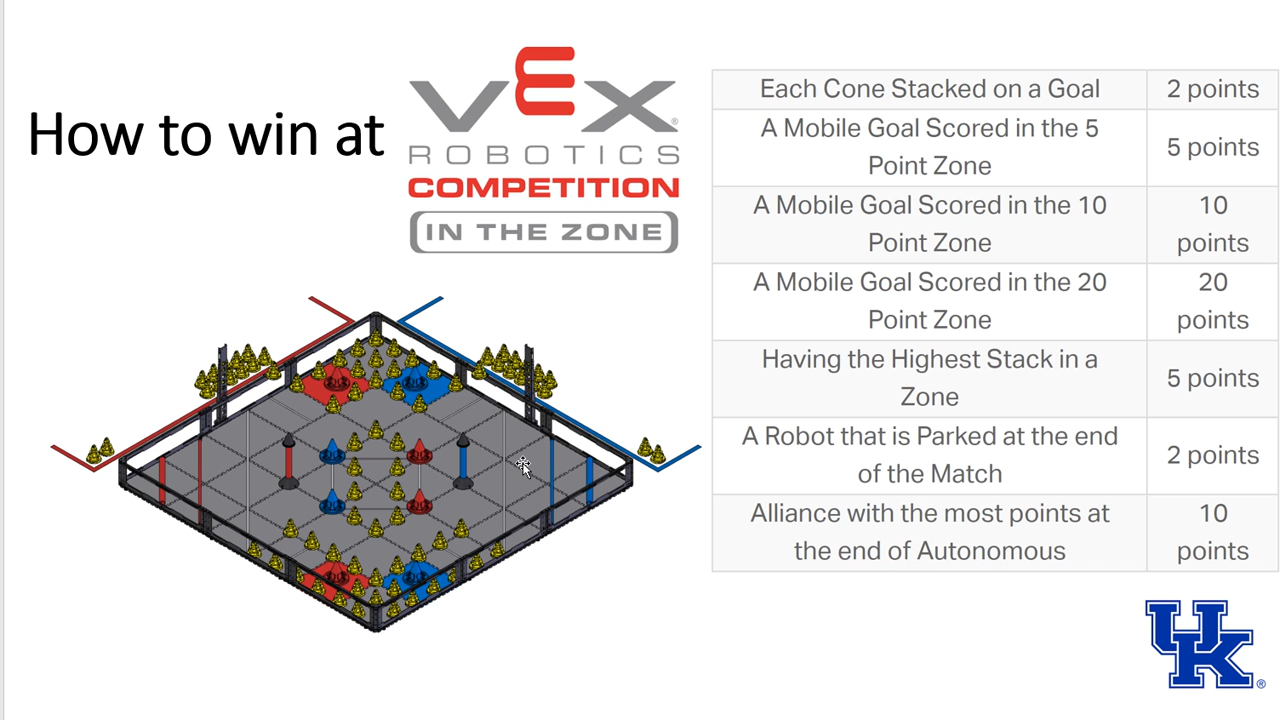 How to win at
VEX®
ROBOTICS
COMPETITION
IN THE ZONE
Each Cone Stacked on a Goal 2 points
A Mobile Goal Scored in the 5
Point Zone
5 points
A Mobile Goal Scored in the 10
Point Zone
10
points
A Mobile Goal Scored in the 20
Point Zone
20
points
Having the Highest Stack in a
Zone
5 points
A Robot that is Parked at the end
of the Match
2 points
Alliance with the most points at
the end of Autonomous
10
points
UK®